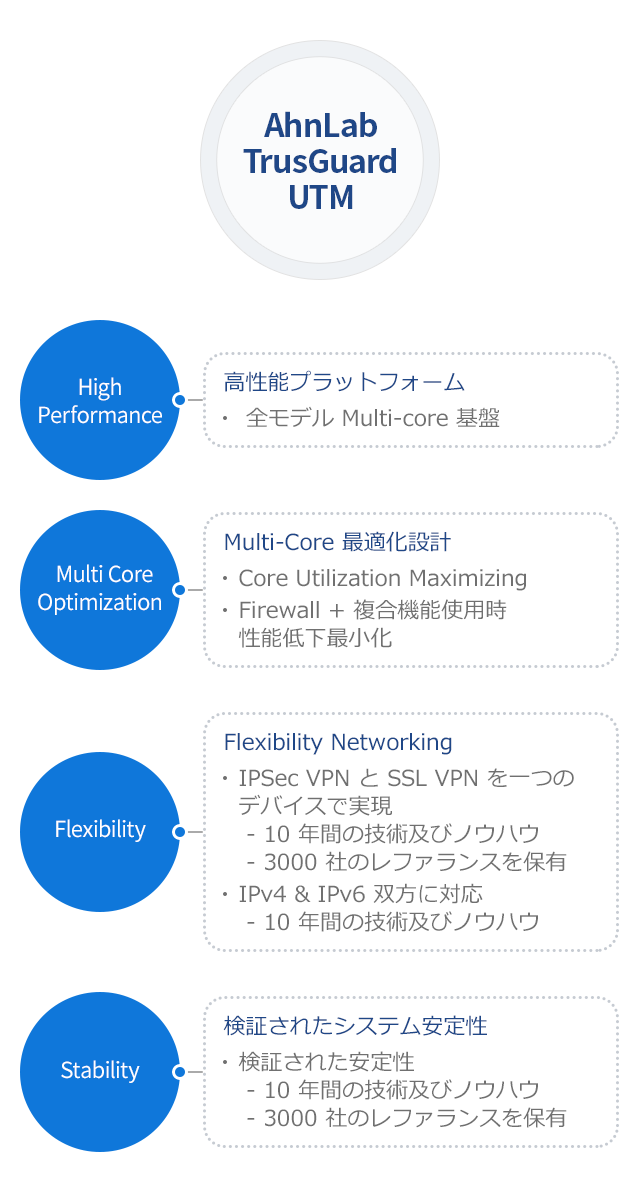 AhnLab
TrusGuard
UTM
High
Performance
高性能プラットフォーム
・ 全モデル Multi-core 基盤
Multi Core
Optimization
Multi-Core 最適化設計
・Core Utilization Maximizing
・Firewall + 複合機能使用時
性能低下最小化
Flexibility
Flexibility Networking
・IPSec VPN と SSL VPN を一つの
デバイスで実現
- 10 年間の技術及びノウハウ
- 3000 社のレファランスを保有
・IPv4 & IPv6 双方に対応
- 10 年間の技術及びノウハウ
Stability
検証されたシステム安定性
・検証された安定性
- 10 年間の技術及びノウハウ
- 3000 社のレファランスを保有